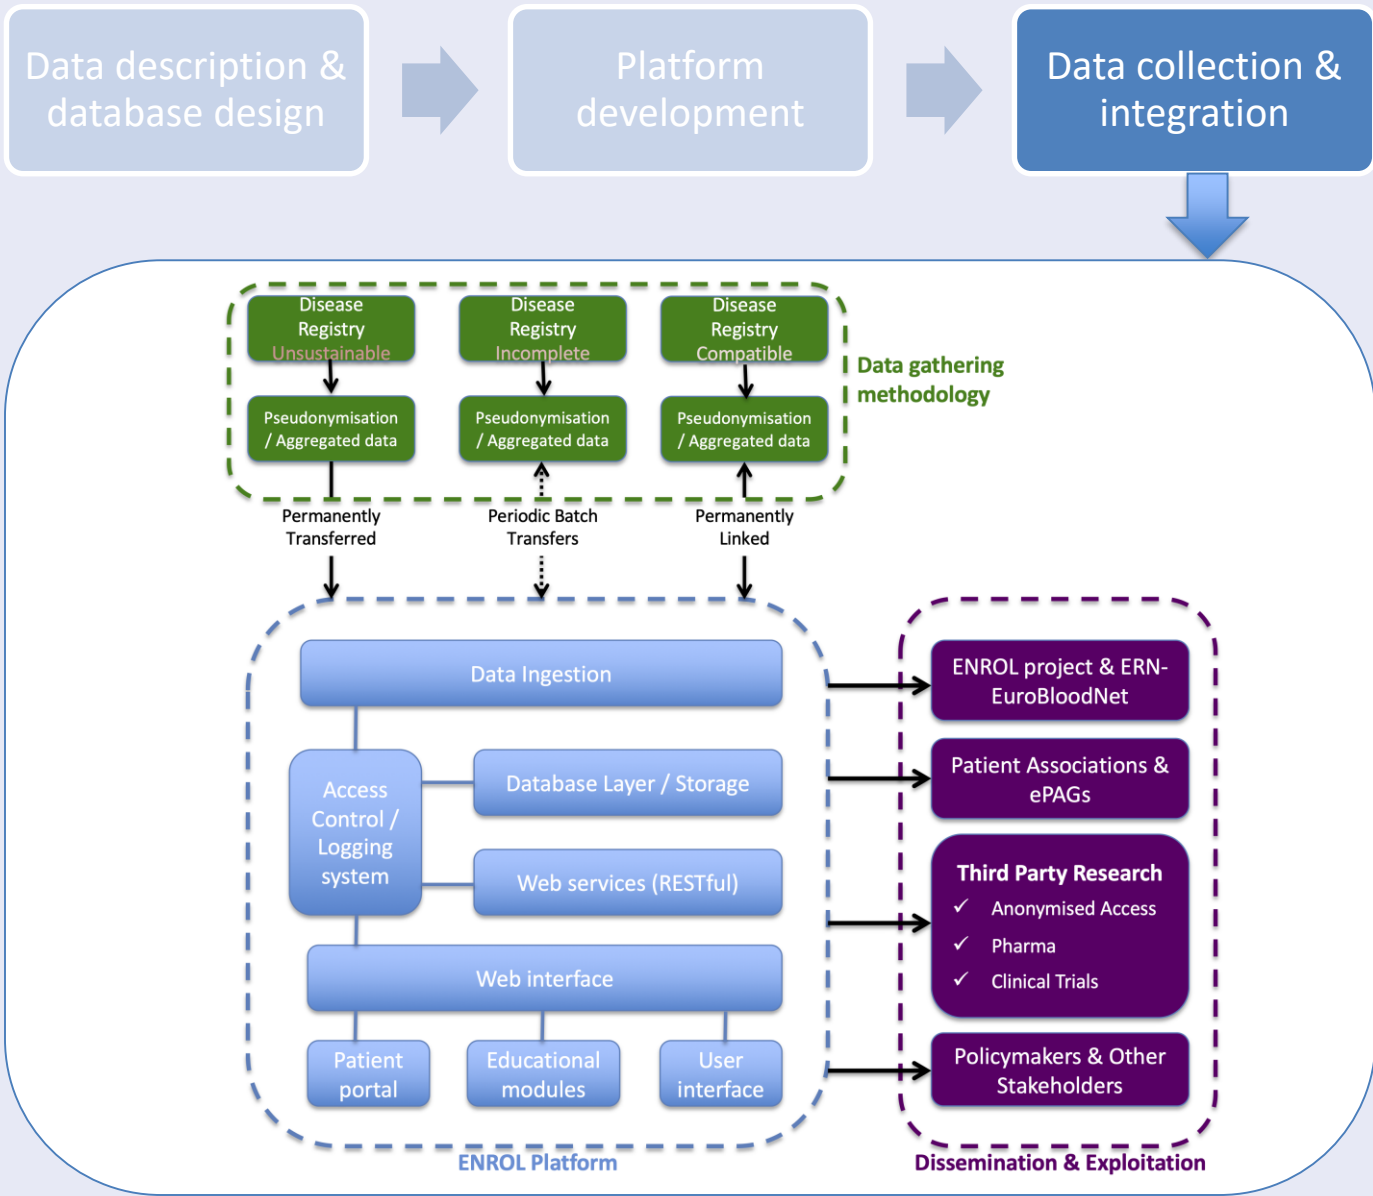 Data description &
database design
Platform
development
Data collection &
integration
Disease
Registry
Unsustainable
Disease
Registry
Incomplete
Disease
Registry
Compatible
Data gathering
methodology
Pseudonymisation
/ Aggregated data
Pseudonymisation
/ Aggregated data
Pseudonymisation
/ Aggregated data
Permanently
Transferred
Periodic Batch
Transfers
Permanently
Linked
Data Ingestion
Access
Control /
Logging
system
Database Layer / Storage
Web services (RESTful)
Web interface
Patient
portal
Educational
modules
User
interface
ENROL Platform
ENROL project & ERN-
EuroBloodNet
Patient Associations &
ePAGs
Third Party Research
✓ Anonymised Access
✓ Pharma
✓ Clinical Trials
Policymakers & Other
Stakeholders
Dissemination & Exploitation